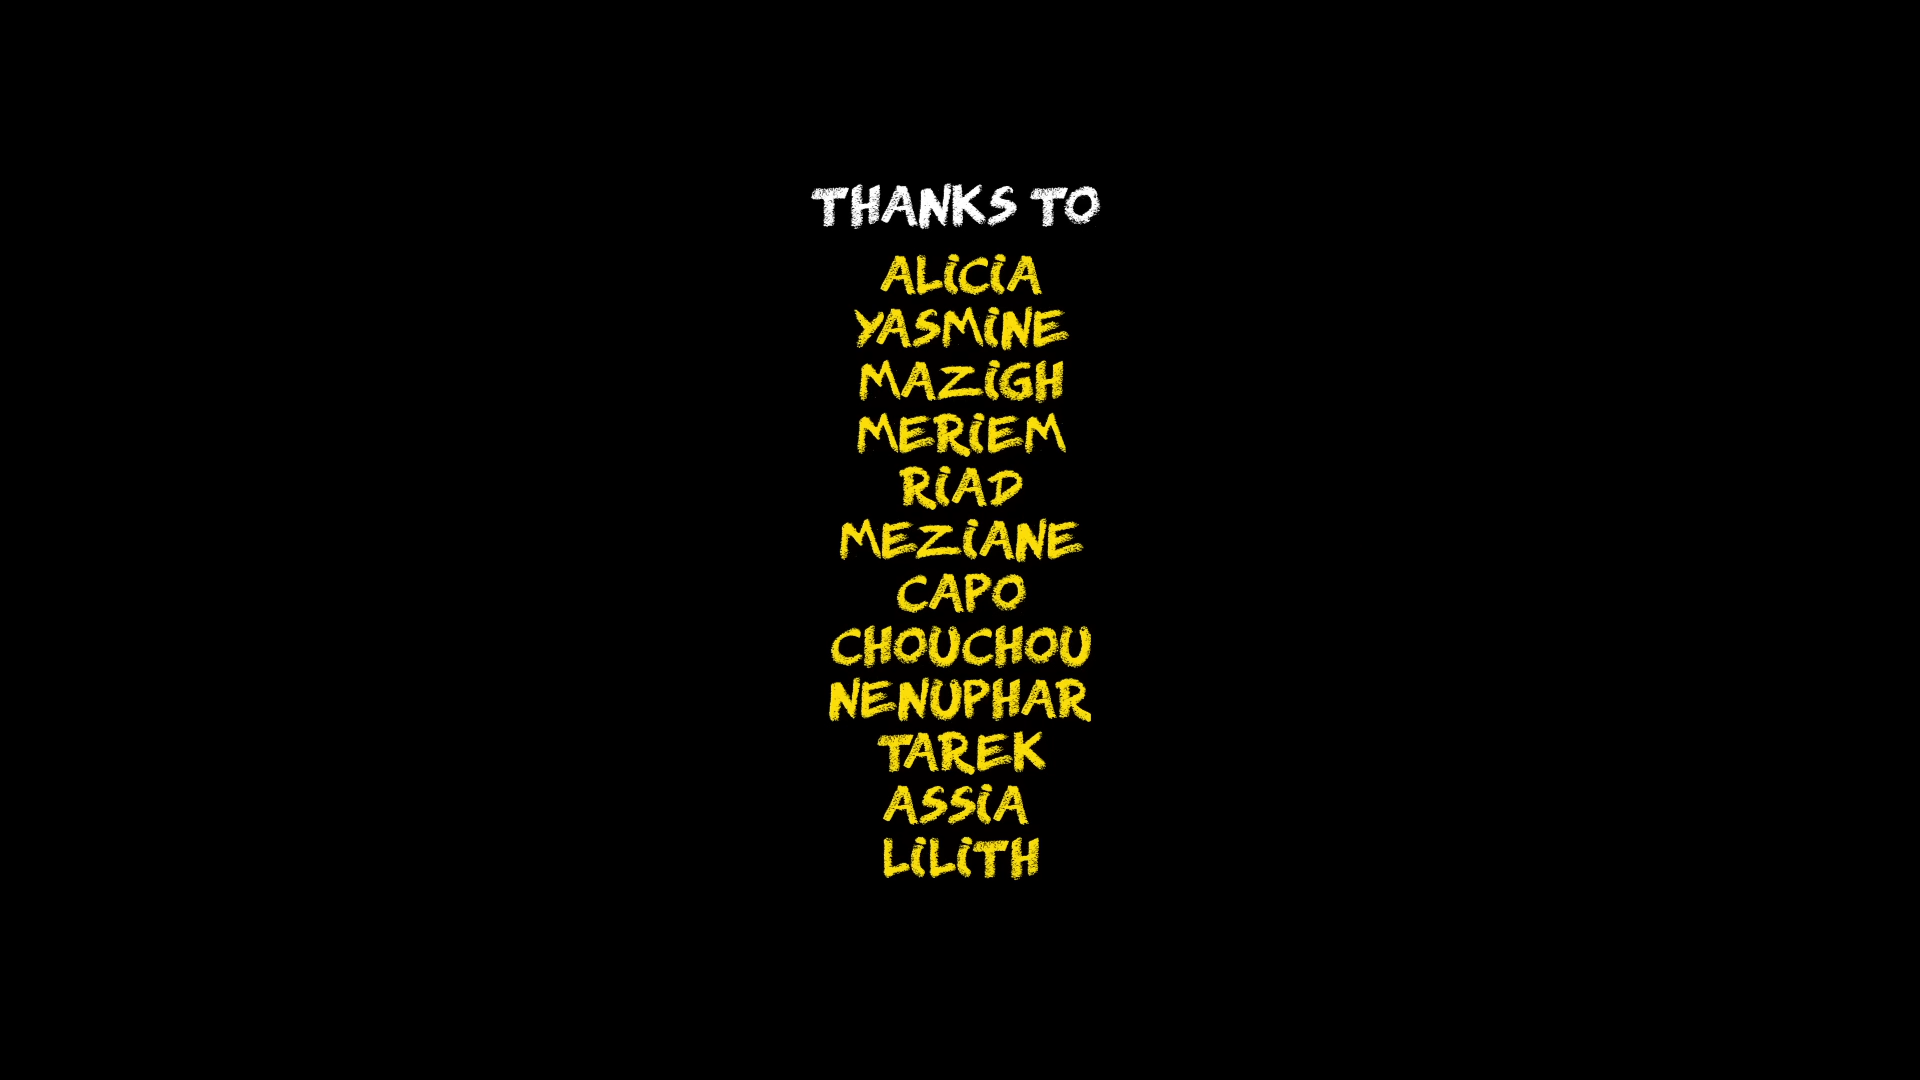 THANKS TO
ALiCiA
YASMiNE
MAZiGH
MERiEM
RiAD
MEZiANE
CAPO
CHOUCHOU
NENUPHAR
TAREK
ASSiA
LiLiTH